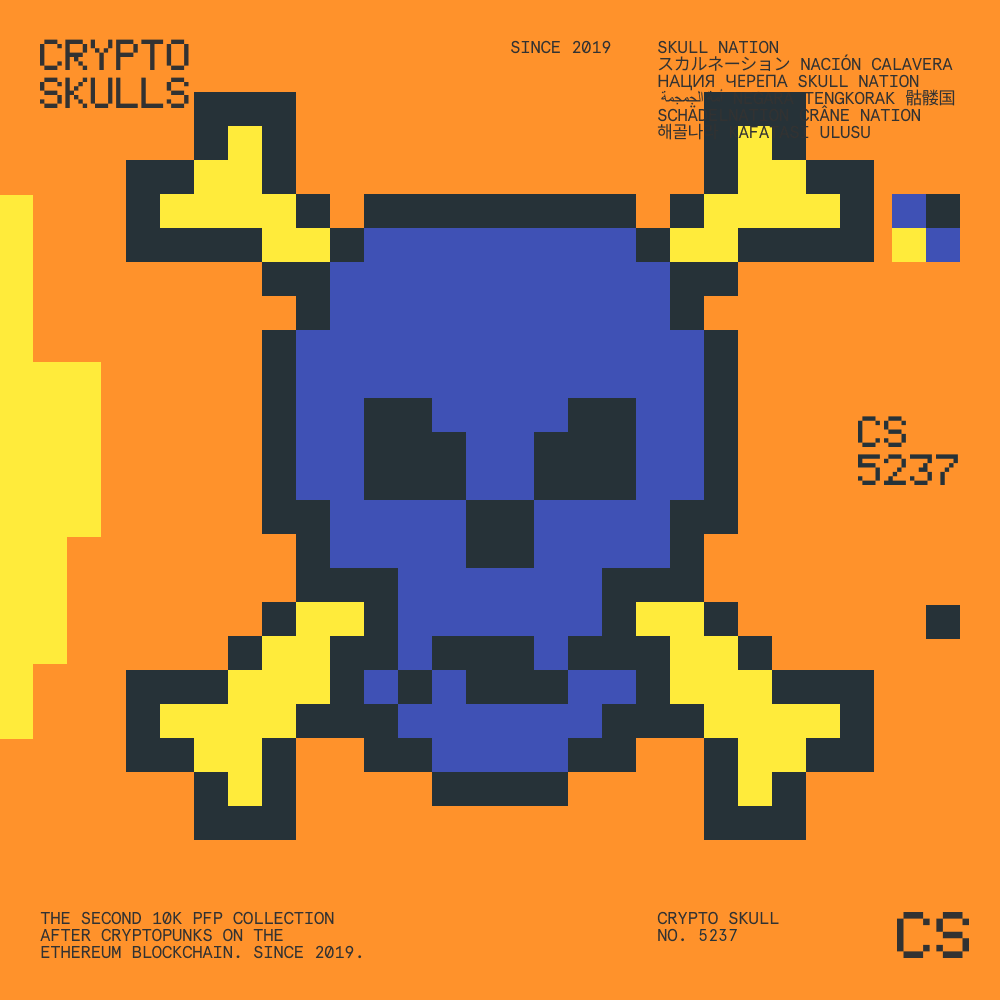 CRYPTO
SKULLS
SINCE 2019
SKULL NATION
スカルネーション NACIÓN CALAVERA
НАЦИЯ ЧЕРЕПА SKULL NATION
الجمجمة TENGKORAK 骷髅国
CRÂNE NATION
ULUSU
CS
5237
THE SECOND 10K PFP COLLECTION
AFTER CRYPTOPUNKS ON THE
ETHEREUM BLOCKCHAIN. SINCE 2019.
CRYPTO SKULL
NO. 5237
CS